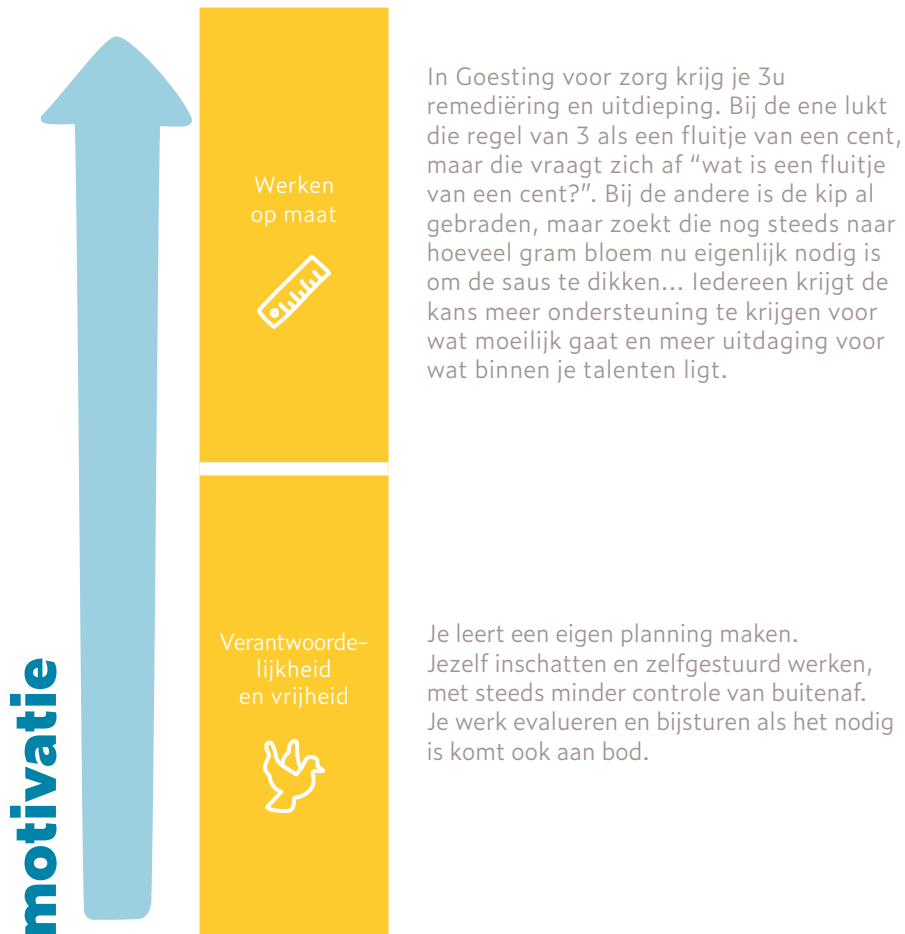 Werken
op maat
In Goesting voor zorg krijg je 3u
remediëring en uitdieping. Bij de ene lukt
die regel van 3 als een fluitje van een cent,
maar die vraagt zich af “wat is een fluitje
van een cent?”. Bij de andere is de kip al
gebraden, maar zoekt die nog steeds naar
hoeveel gram bloem nu eigenlijk nodig is
om de saus te dikken... Iedereen krijgt de
kans meer ondersteuning te krijgen voor
wat moeilijk gaat en meer uitdaging voor
wat binnen je talenten ligt.
Verantwoorde-
lijkheid
en vrijheid
Je leert een eigen planning maken.
Jezelf inschatten en zelfgestuurd werken,
met steeds minder controle van buitenaf.
Je werk evalueren en bijsturen als het nodig
is komt ook aan bod.
motivatie